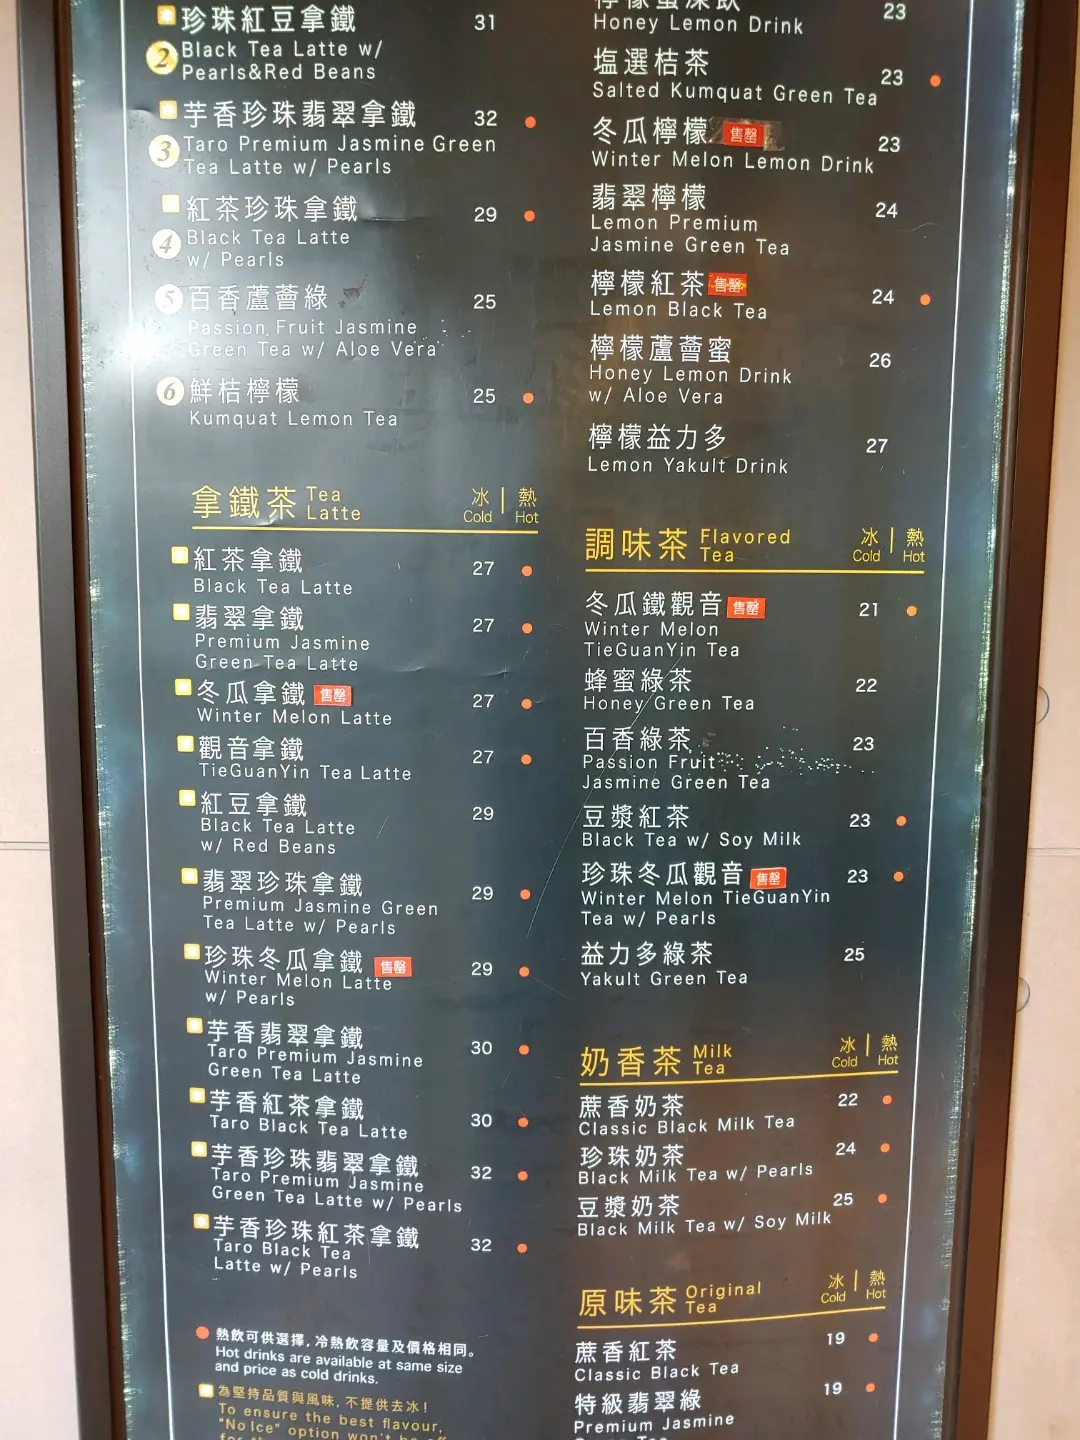 珍珠紅豆拿鐵 31
2 Black Tea Latte w/
Pearls&Red Beans
芋香珍珠翡翠拿鐵 32
3 Taro Premium Jasmine Green
Tea Latte w/ Pearls
紅茶珍珠拿鐵 29
4 Black Tea Latte
w/ Pearls
5 百香蘆薈綠 25
Passion Fruit Jasmine
Green Tea w/ Aloe Vera
6 鮮桔檸檬 25
Kumquat Lemon Tea
拿鐵茶 Tea Latte 冰 Cold | 熱 Hot
紅茶拿鐵 27
Black Tea Latte
翡翠拿鐵 27
Premium Jasmine
Green Tea Latte
冬瓜拿鐵 售罄 27
Winter Melon Latte
觀音拿鐵 27
TieGuanYin Tea Latte
紅豆拿鐵 29
Black Tea Latte
w/ Red Beans
翡翠珍珠拿鐵 29
Premium Jasmine Green
Tea Latte w/ Pearls
珍珠冬瓜拿鐵 售罄 29
Winter Melon Latte
w/ Pearls
芋香翡翠拿鐵 30
Taro Premium Jasmine
Green Tea Latte
芋香紅茶拿鐵 30
Taro Black Tea Latte
芋香珍珠翡翠拿鐵 32
Taro Premium Jasmine
Green Tea Latte w/ Pearls
芋香珍珠紅茶拿鐵 32
Taro Black Tea
Latte w/ Pearls
熱飲可供選擇, 冷熱飲容量及價格相同。
Hot drinks are available at same size
and price as cold drinks.
為堅持品質與風味, 不提供去冰!
To ensure the best flavour,
"No Ice" option won't be
檸檬蜜深飲 23
Honey Lemon Drink
塩選桔茶 23
Salted Kumquat Green Tea
冬瓜檸檬 售罄 23
Winter Melon Lemon Drink
翡翠檸檬 24
Lemon Premium
Jasmine Green Tea
檸檬紅茶 售罄 24
Lemon Black Tea
檸檬蘆薈蜜 26
Honey Lemon Drink
w/ Aloe Vera
檸檬益力多 27
Lemon Yakult Drink
調味茶 Flavored Tea 冰 Cold | 熱 Hot
冬瓜鐵觀音 售罄 21
Winter Melon
TieGuanYin Tea
蜂蜜綠茶 22
Honey Green Tea
百香綠茶 23
Passion Fruit
Jasmine Green Tea
豆漿紅茶 23
Black Tea w/ Soy Milk
珍珠冬瓜觀音 售罄 23
Winter Melon TieGuanYin
Tea w/ Pearls
益力多綠茶 25
Yakult Green Tea
奶香茶 Milk Tea 冰 Cold | 熱 Hot
蔗香奶茶 22
Classic Black Milk Tea
珍珠奶茶 24
Black Milk Tea w/ Pearls
豆漿奶茶 25
Black Milk Tea w/ Soy Milk
原味茶 Original Tea 冰 Cold | 熱 Hot
蔗香紅茶 19
Classic Black Tea
特級翡翠綠 19
Premium Jasmine